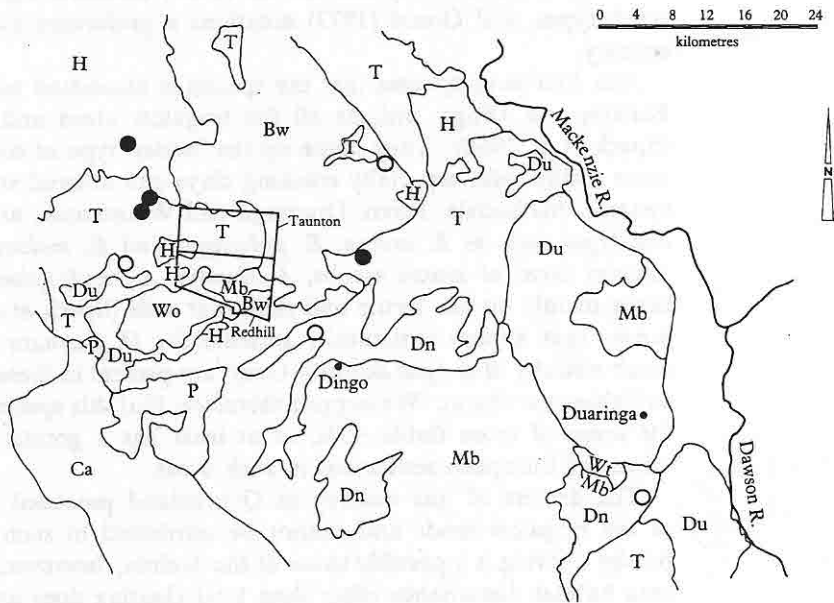 0 4 8 12 16 20 24
kilometres
N
H
T
T
Bw
H
Mackenzie R.
T
Du
H
T
T
T
Taunton
Du
H
H
Du
Mb
Bw
Wo
T
Redhill
H
P
Du
Mb
Dn
P
Dingo
Duaringa
Ca
Mb
Wt
Mb
Dawson R.
Dn
Dn
Du
T